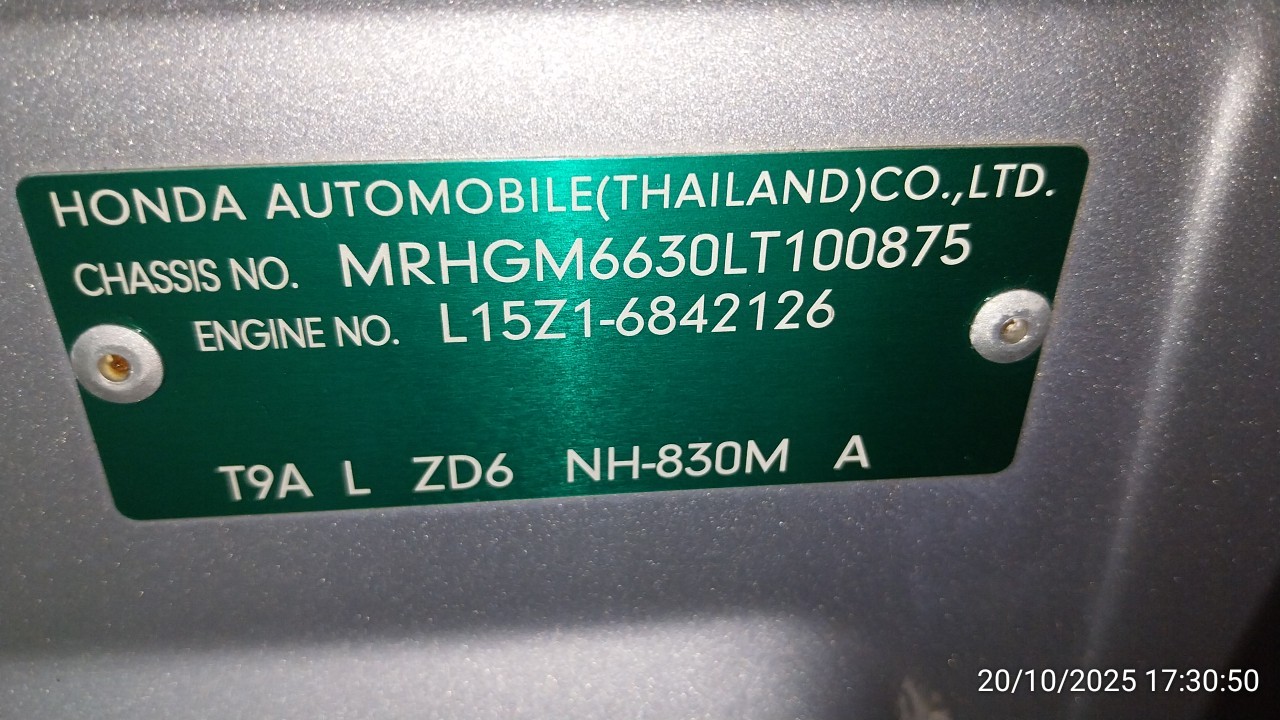 HONDA AUTOMOBILE(THAILAND)CO.,LTD.
CHASSIS NO. MRHGM6630LT100875
ENGINE NO. L15Z1-6842126
T9A L ZD6 NH-830M A
20/10/2025 17:30:50